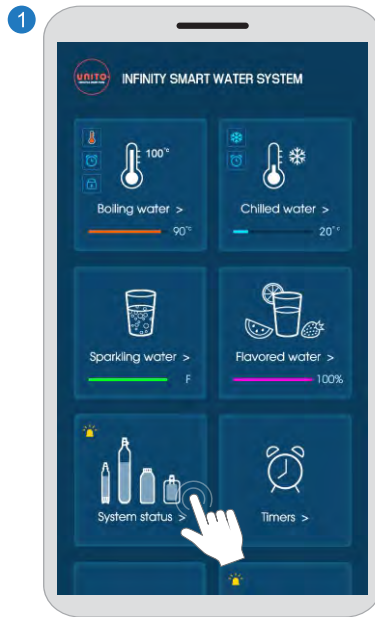 1
UNITO
INFINITY SMART WATER SYSTEM
100°c
Boiling water >
90°c
Chilled water >
20°c
Sparkling water >
F
Flavored water >
100%
System status >
Timers >